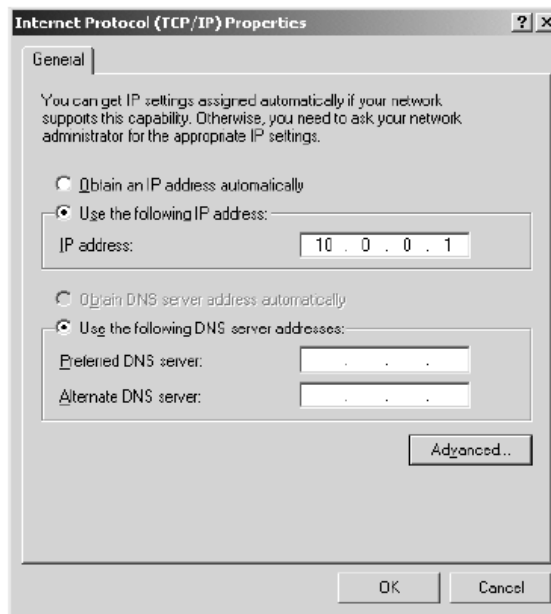 Internet Protocol (TCP/IP) Properties
General
You can get IP settings assigned automatically if your network
supports this capability. Otherwise, you need to ask your network
administrator for the appropriate IP settings.
Obtain an IP address automatically
Use the following IP address:
IP address: 10 . 0 . 0 . 1
Obtain DNS server address automatically
Use the following DNS server addresses:
Preferred DNS server: . . .
Alternate DNS server: . . .
Advanced...
OK Cancel